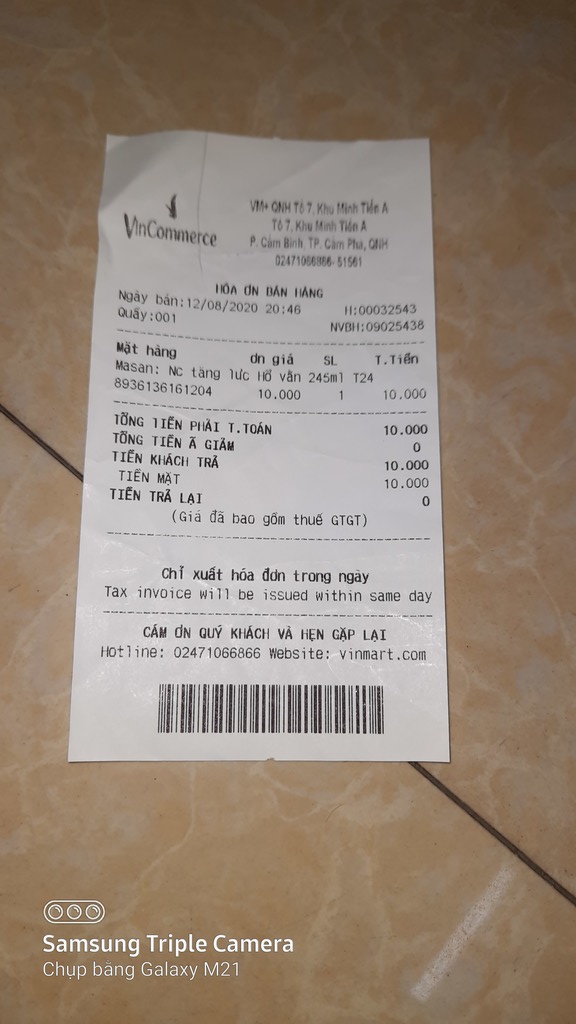 VinCommerce
VM+ QNH Tổ 7, Khu Minh Tiến A
Tổ 7, Khu Minh Tiến A
P. Cẩm Bình, TP. Cẩm Phả, QNH
02471066866-51561
HÓA ĐƠN BÁN HÀNG
Ngày bán:12/08/2020 20:46 H:00032543
Quầy:001 NVBH:09025438
Mặt hàng Đơn giá SL T.Tiền
Masan: Nc tăng lực Hổ vằn 245ml T24
8936136161204 10.000 1 10.000
TỔNG TIỀN PHẢI T.TOÁN 10.000
TỔNG TIỀN Ã GIẢM 0
TIỀN KHÁCH TRẢ 10.000
TIỀN MẶT 10.000
TIỀN TRẢ LẠI 0
(Giá đã bao gồm thuế GTGT)
Chỉ xuất hóa đơn trong ngày
Tax invoice will be issued within same day
CẢM ƠN QUÝ KHÁCH VÀ HẸN GẶP LẠI
Hotline: 02471066866 Website: vinmart.com
Samsung Triple Camera
Chụp bằng Galaxy M21